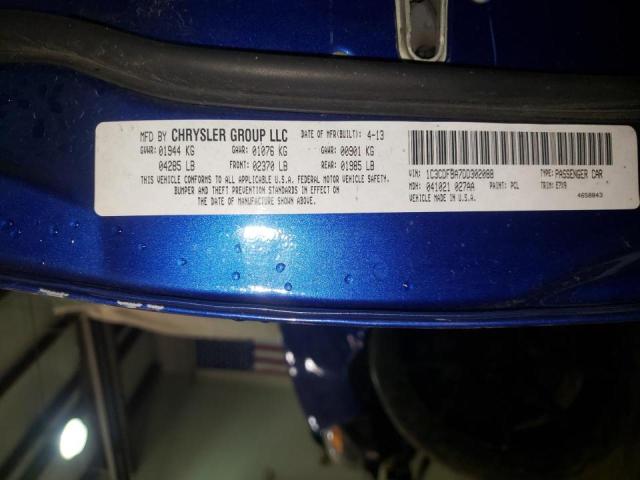 MFD BY CHRYSLER GROUP LLC DATE OF MFR(BUILT): 4-13
GVWR: 01944 KG GAWR: 01076 KG GAWR: 00901 KG
04285 LB FRONT: 02370 LB REAR: 01985 LB
THIS VEHICLE CONFORMS TO ALL APPLICABLE U.S.A. FEDERAL MOTOR VEHICLE SAFETY,
BUMPER AND THEFT PREVENTION STANDARDS IN EFFECT ON
THE DATE OF MANUFACTURE SHOWN ABOVE.
VIN: 1C3CDFBA7DD302088 TYPE: PASSENGER CAR
MDH: 041021 027AA PAINT: PCL TRIM: E7X9
VEHICLE MADE IN U.S.A. 4658843